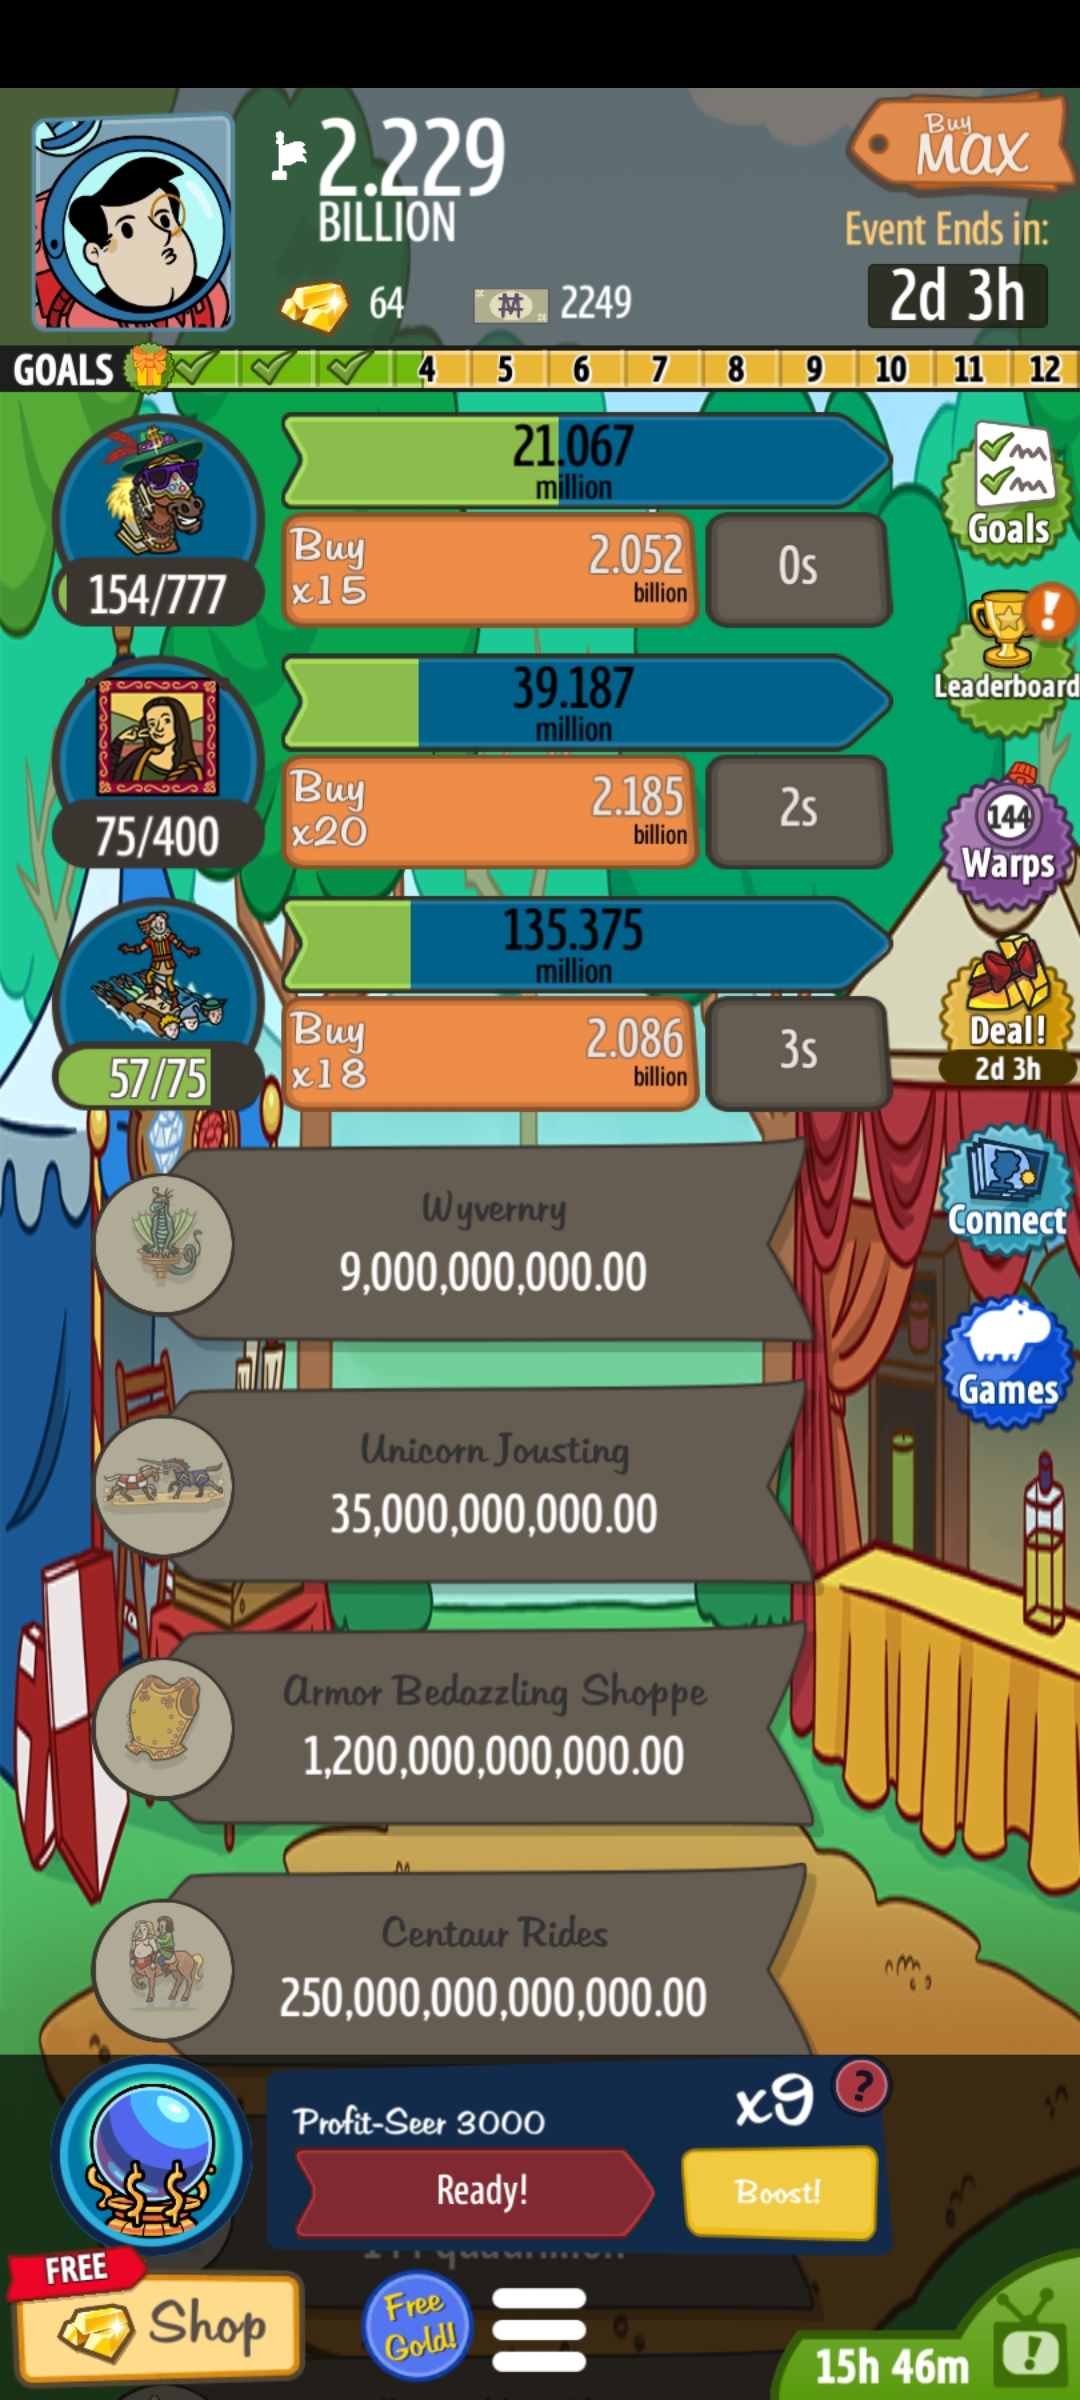 2.229
BILLION
Buy
MAX
Event Ends in:
2d 3h
64
2249
GOALS 4 5 6 7 8 9 10 11 12
21.067
million
Buy
x15
2.052
billion
0s
154/777
Goals
39.187
million
Buy
x20
2.185
billion
2s
75/400
Leaderboard
144
Warps
135.375
million
Buy
x18
2.086
billion
3s
57/75
Deal!
2d 3h
Wyvernry
9,000,000,000.00
Connect
Unicorn Jousting
35,000,000,000.00
Games
Armor Bedazzling Shoppe
1,200,000,000,000.00
Centaur Rides
250,000,000,000,000.00
Profit-Seer 3000
x9
?
Ready!
Boost!
FREE
Shop
Free
Gold!
15h 46m